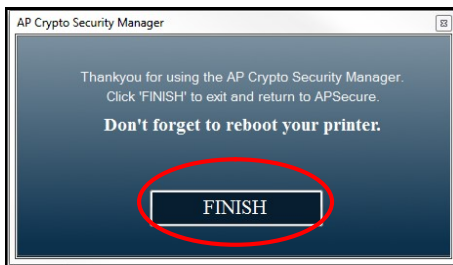 AP Crypto Security Manager
Thankyou for using the AP Crypto Security Manager.
Click 'FINISH' to exit and return to APSecure.
Don't forget to reboot your printer.
FINISH